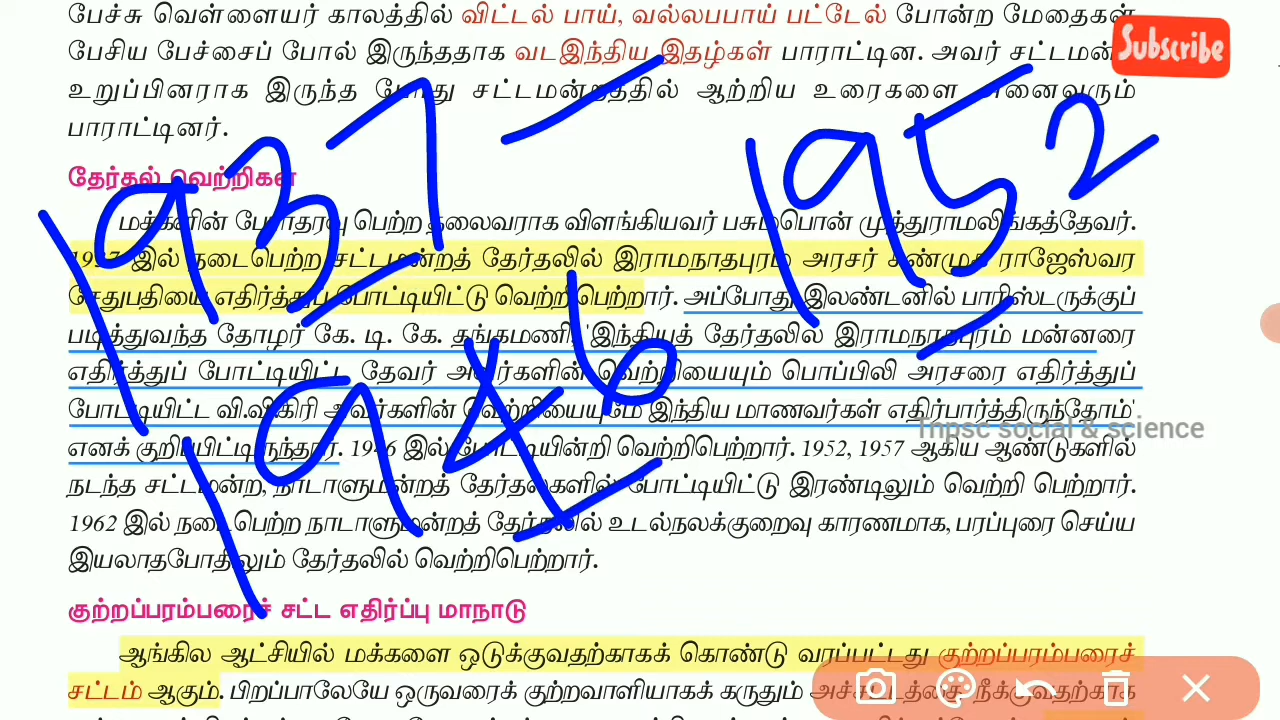 பேச்சு வெள்ளையர் காலத்தில் விட்டல் பாய், வல்லபபாய் பட்டேல் போன்ற மேதைகள்
பேசிய பேச்சைப் போல் இருந்ததாக வடஇந்திய இதழ்கள் பாராட்டின. அவர் சட்டமன்ற
உறுப்பினராக இருந்த போது சட்டமன்றத்தில் ஆற்றிய உரைகளை அனைவரும்
பாராட்டினர்.
Subscribe
1937 -
1952 -
1946 -
தேர்தல் வெற்றிகள்
மக்களின் பேராதரவு பெற்ற தலைவராக விளங்கியவர் பசும்பொன் முத்துராமலிங்கத்தேவர்.
1937 இல் நடைபெற்ற சட்டமன்றத் தேர்தலில் இராமநாதபுரம் அரசர் சண்முக ராஜேஸ்வர
சேதுபதியை எதிர்த்துப் போட்டியிட்டு வெற்றிபெற்றார். அப்போது இலண்டனில் பாரிஸ்டருக்குப்
படித்துவந்த தோழர் கே. டி. கே. தங்கமணி, 'இந்தியத் தேர்தலில் இராமநாதபுரம் மன்னரை
எதிர்த்துப் போட்டியிட்ட தேவர் அவர்களின் வெற்றியையும் பொப்பிலி அரசரை எதிர்த்துப்
போட்டியிட்ட வி.வி.கிரி அவர்களின் வெற்றியையுமே இந்திய மாணவர்கள் எதிர்பார்த்திருந்தோம்'
எனக் குறிப்பிட்டிருந்தார். 1946 இல் போட்டியின்றி வெற்றிபெற்றார். 1952, 1957 ஆகிய ஆண்டுகளில்
நடந்த சட்டமன்ற, நாடாளுமன்றத் தேர்தல்களில் போட்டியிட்டு இரண்டிலும் வெற்றி பெற்றார்.
1962 இல் நடைபெற்ற நாடாளுமன்றத் தேர்தலில் உடல்நலக்குறைவு காரணமாக, பரப்புரை செய்ய
இயலாதபோதிலும் தேர்தலில் வெற்றிபெற்றார்.
Tnpsc social & science
குற்றப்பரம்பரைச் சட்ட எதிர்ப்பு மாநாடு
ஆங்கில ஆட்சியில் மக்களை ஒடுக்குவதற்காகக் கொண்டு வரப்பட்டது குற்றப்பரம்பரைச்
சட்டம் ஆகும். பிறப்பாலேயே ஒருவரைக் குற்றவாளியாகக் கருதும் அச்சட்டத்தை நீக்குவதற்காக